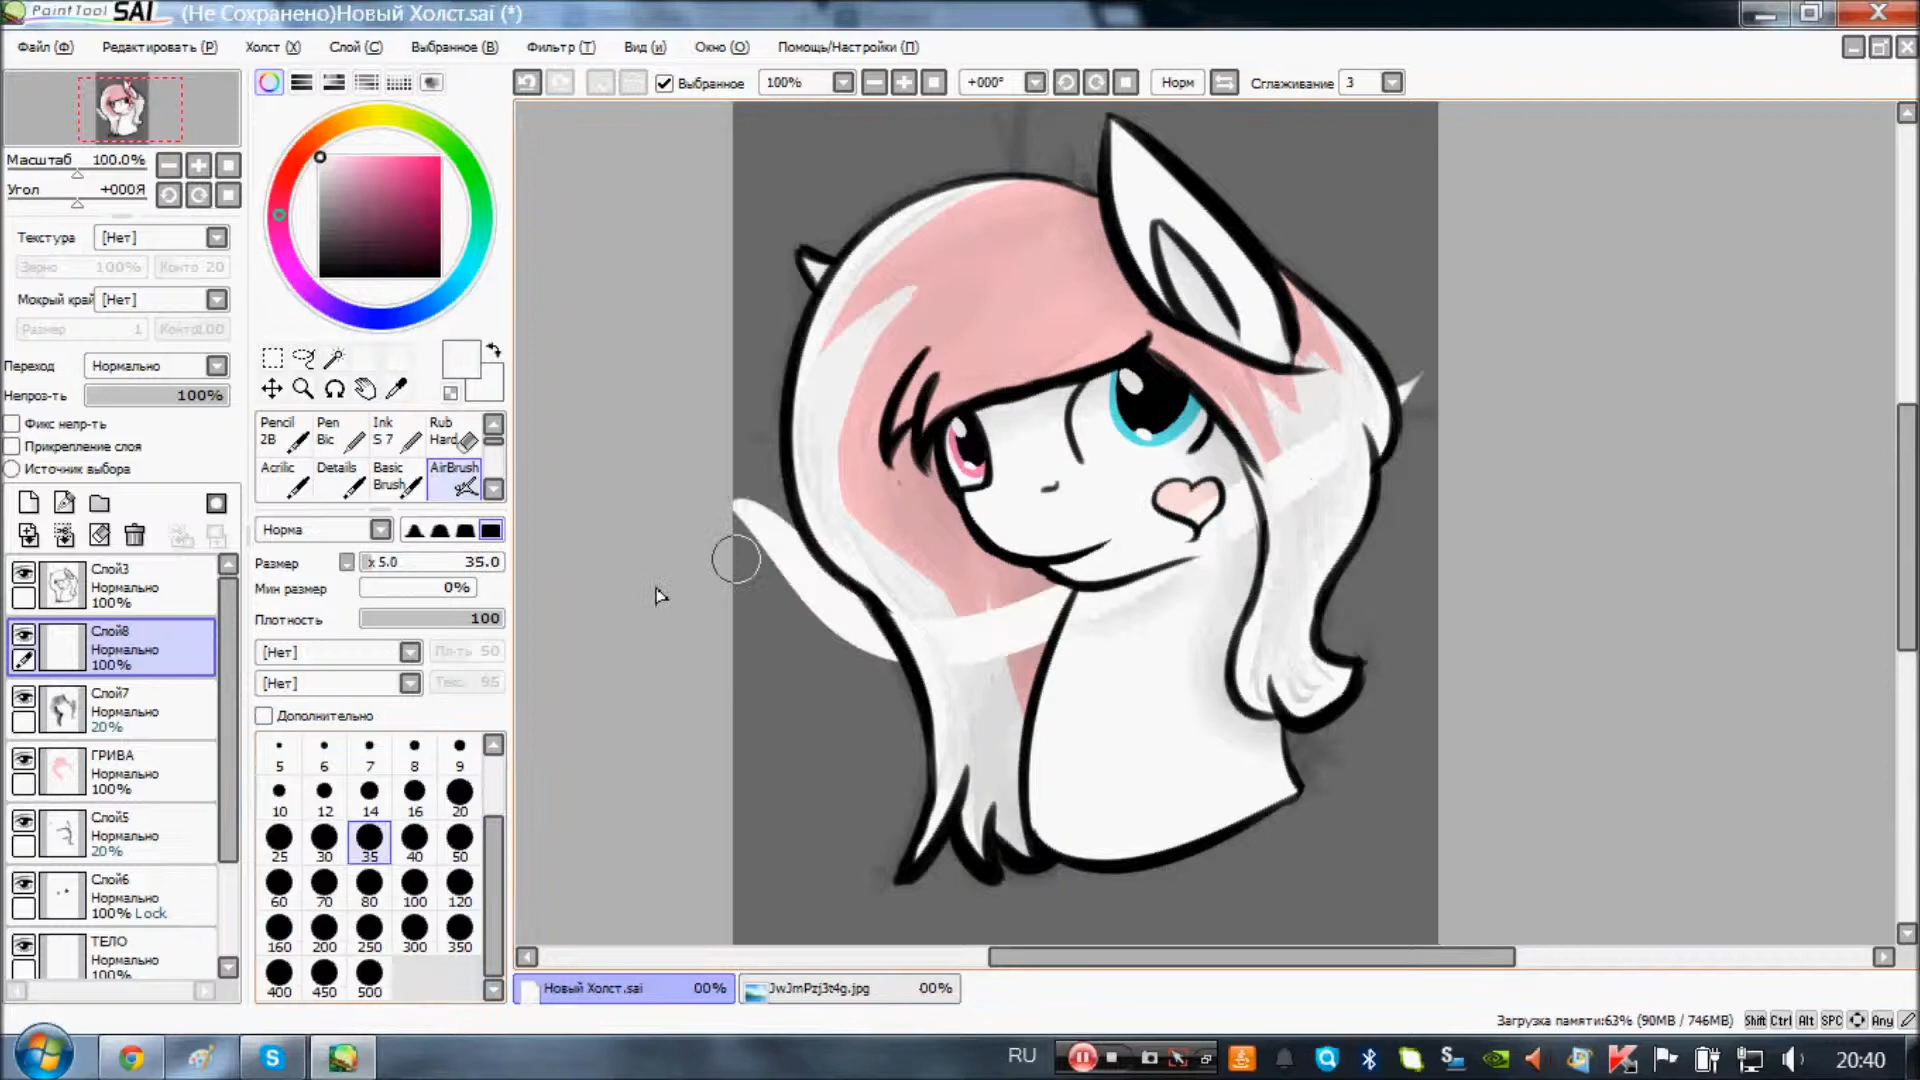 PaintTool SAI (Не Сохранено)Новый Холст.sai (*)
Файл (Ф) Редактировать (Р) Холст (Х) Слой (С) Выбранное (В) Фильтр (Т) Вид (и) Окно (О) Помощь/Настройки (П)
Выбранное 100% +000° Норм Сглаживание 3
Масштаб 100.0%
Угол +000Я
Текстура [Нет]
Зерно 100% Контр 20
Мокрый край [Нет]
Размер 1
Переход Нормально
Непроз-ть 100%
Фикс непр-ть
Прикрепление слоя
Источник выбора
Слой3
Нормально
100%
Слой8
Нормально
100%
Слой7
Нормально
20%
ГРИВА
Нормально
100%
Слой5
Нормально
20%
Слой6
Нормально
100% Lock
ТЕЛО
Нормально
100%
Pencil 2B
Pen Bic
Ink S 7
Rub Hard
Acrilic
Details
Basic Brush
AirBrush
Норма
Размер x 5.0 35.0
Мин размер 0%
Плотность 100
[Нет] Пл-ть 50
[Нет] Текс. 95
Дополнительно
5 6 7 8 9
10 12 14 16 20
25 30 35 40 50
60 70 80 100 120
160 200 250 300 350
400 450 500
Новый Холст.sai 00% JwJmPzj3t4g.jpg 00%
Загрузка памяти:63% (90MB / 746MB) Shift Ctrl Alt SPC Any
RU 20:40